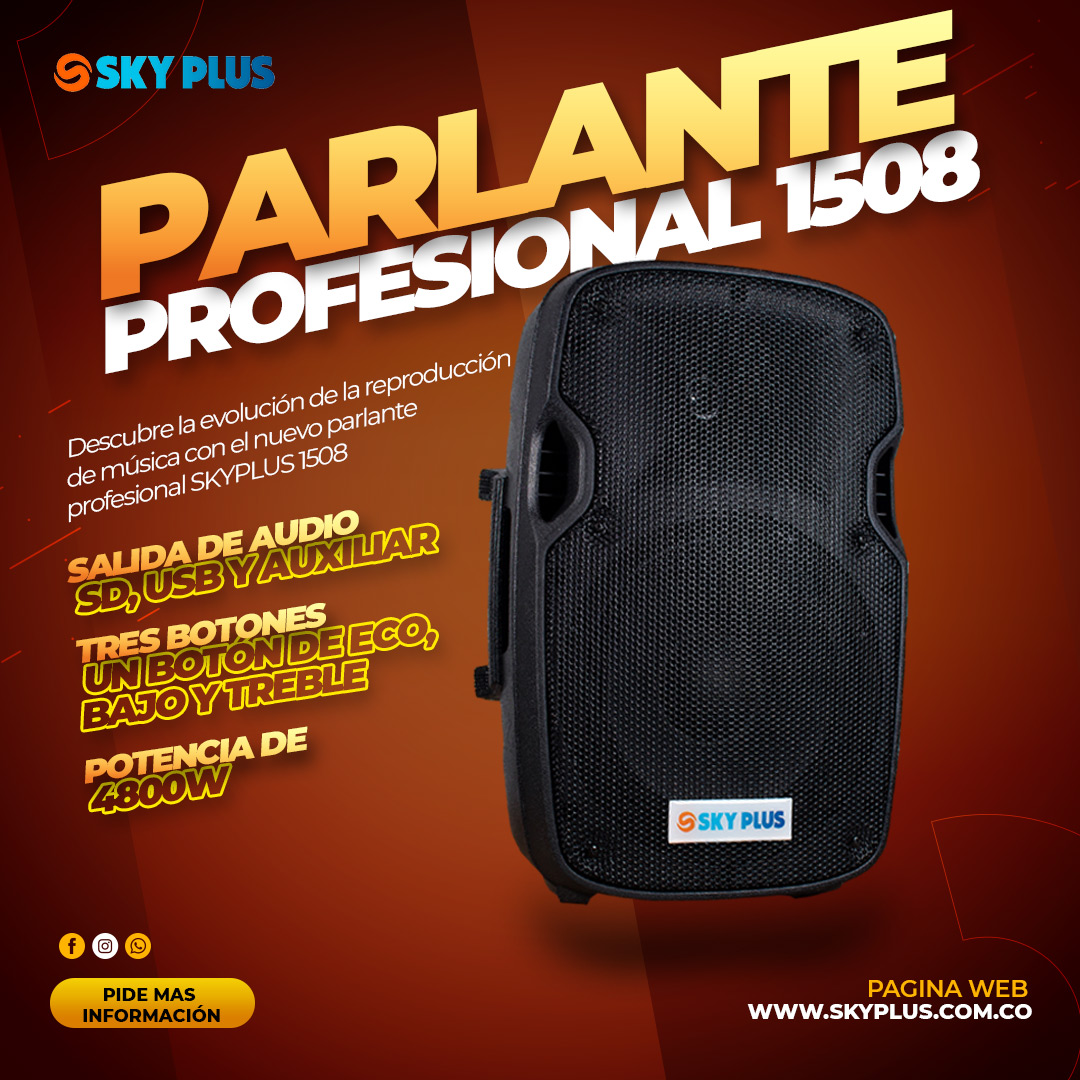 SKY PLUS
PARLANTE
PROFESIONAL 1508
Descubre la evolución de la reproducción
de música con el nuevo parlante
profesional SKYPLUS 1508
SALIDA DE AUDIO
SD, USB Y AUXILIAR
TRES BOTONES
UN BOTÓN DE ECO,
BAJO Y TREBLE
POTENCIA DE
4800W
SKY PLUS
PIDE MAS
INFORMACIÓN
PAGINA WEB
WWW.SKYPLUS.COM.CO